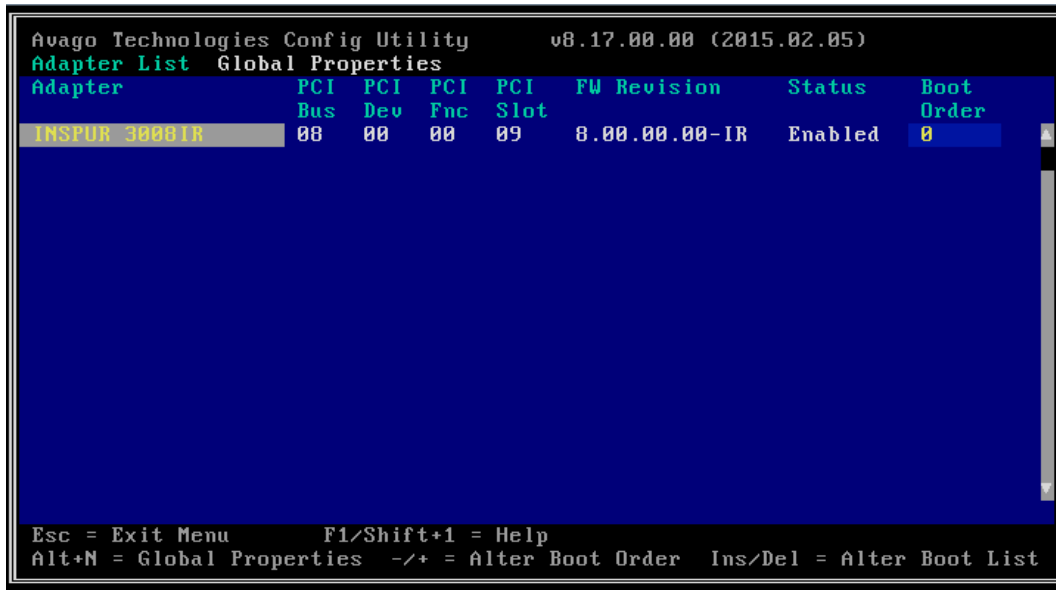 Avago Technologies Config Utility v8.17.00.00 (2015.02.05)
Adapter List Global Properties
Adapter PCI PCI PCI PCI FW Revision Status Boot
Bus Dev Fnc Slot Order
INSPUR 3008IR 08 00 00 09 8.00.00.00-IR Enabled 0
Esc = Exit Menu F1/Shift+1 = Help
Alt+N = Global Properties -/+ = Alter Boot Order Ins/Del = Alter Boot List